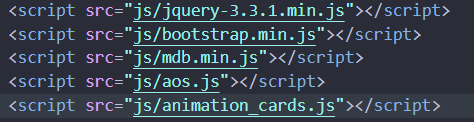 <script src="js/jquery-3.3.1.min.js"></script>
<script src="js/bootstrap.min.js"></script>
<script src="js/mdb.min.js"></script>
<script src="js/aos.js"></script>
<script src="js/animation_cards.js"></script>